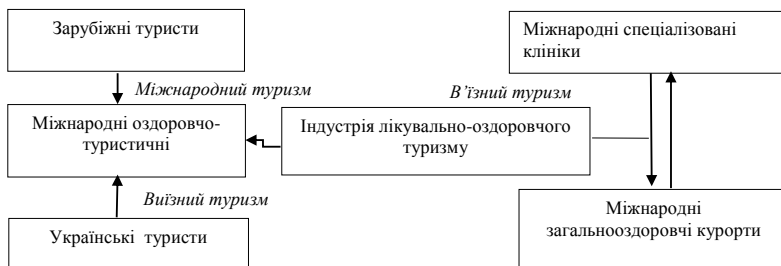 Зарубіжні туристи
Міжнародні спеціалізовані
клініки
Міжнародний туризм
В’їзний туризм
Міжнародні оздоровчо-
туристичні
Індустрія лікувально-оздоровчого
туризму
Виїзний туризм
Українські туристи
Міжнародні
загальнооздоровчі курорти